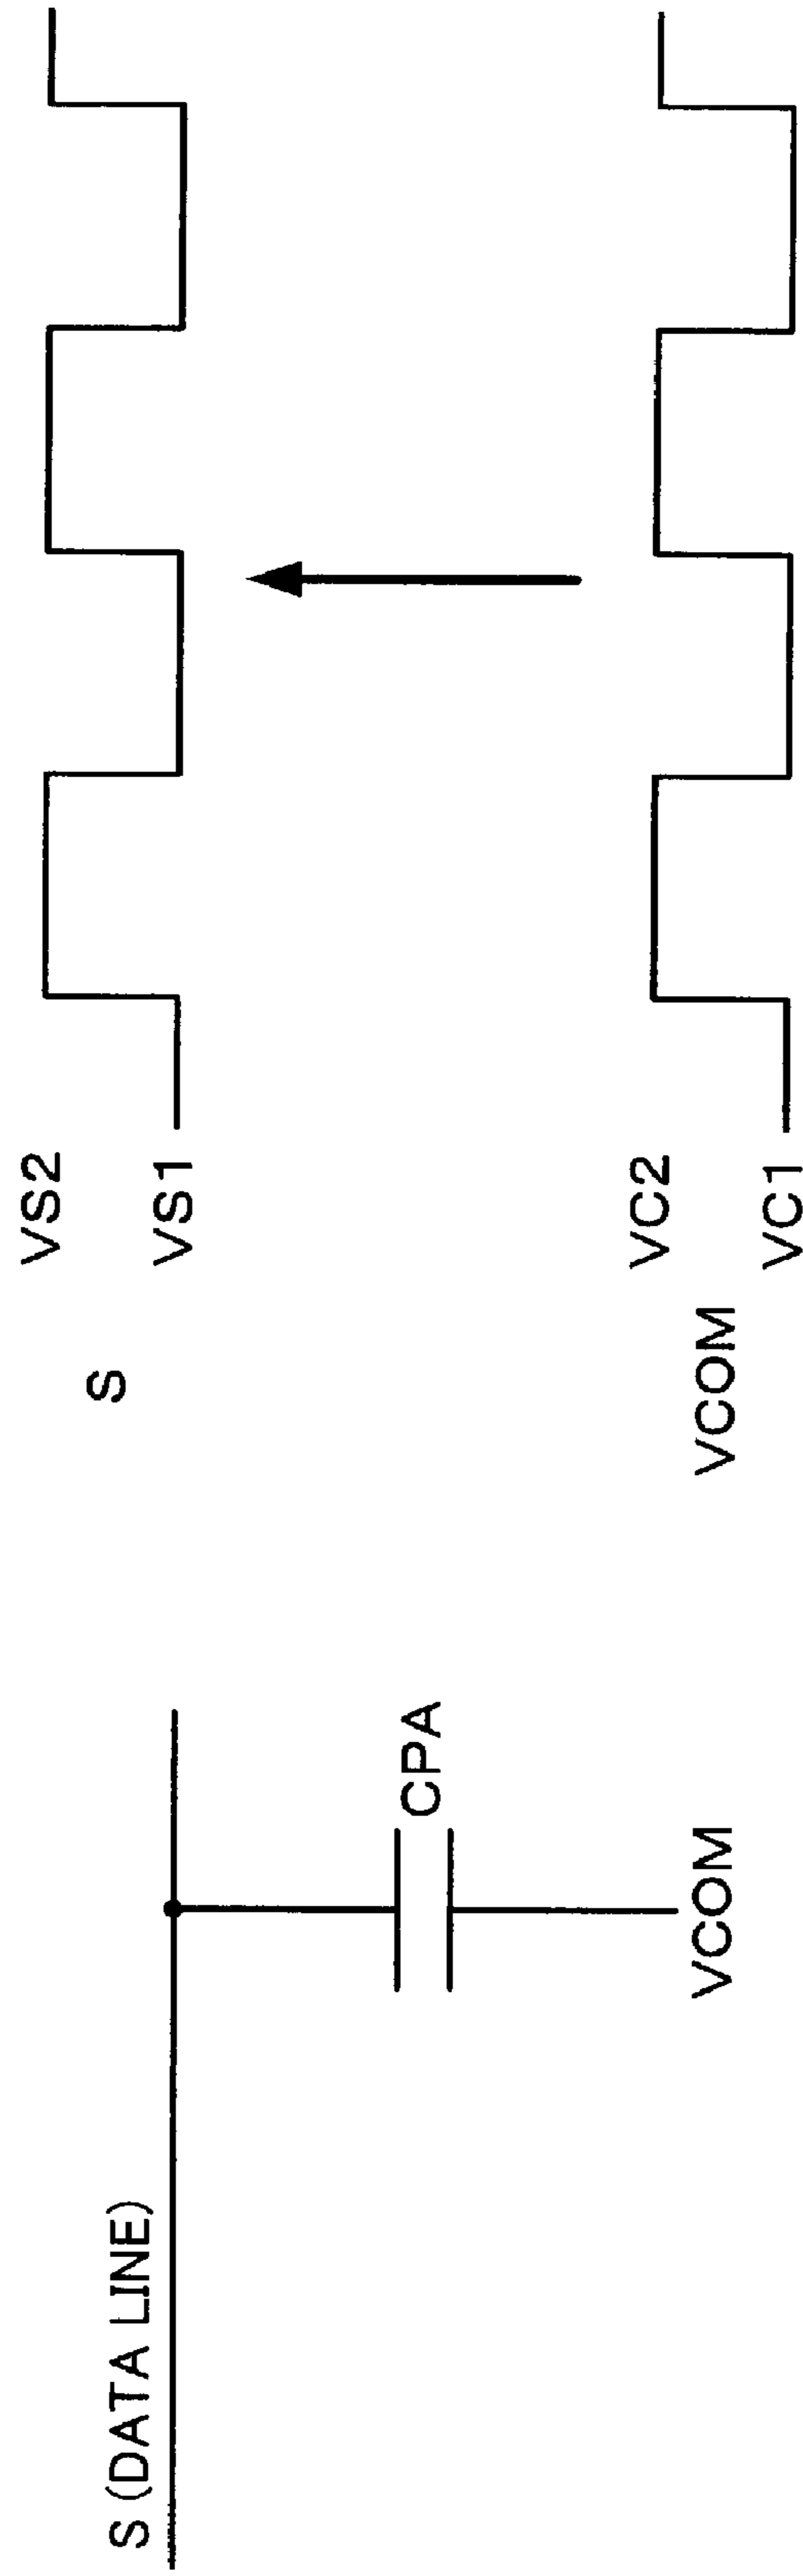 S (DATA LINE)
CPA
VCOM
S
VS2
VS1
VCOM
VC2
VC1